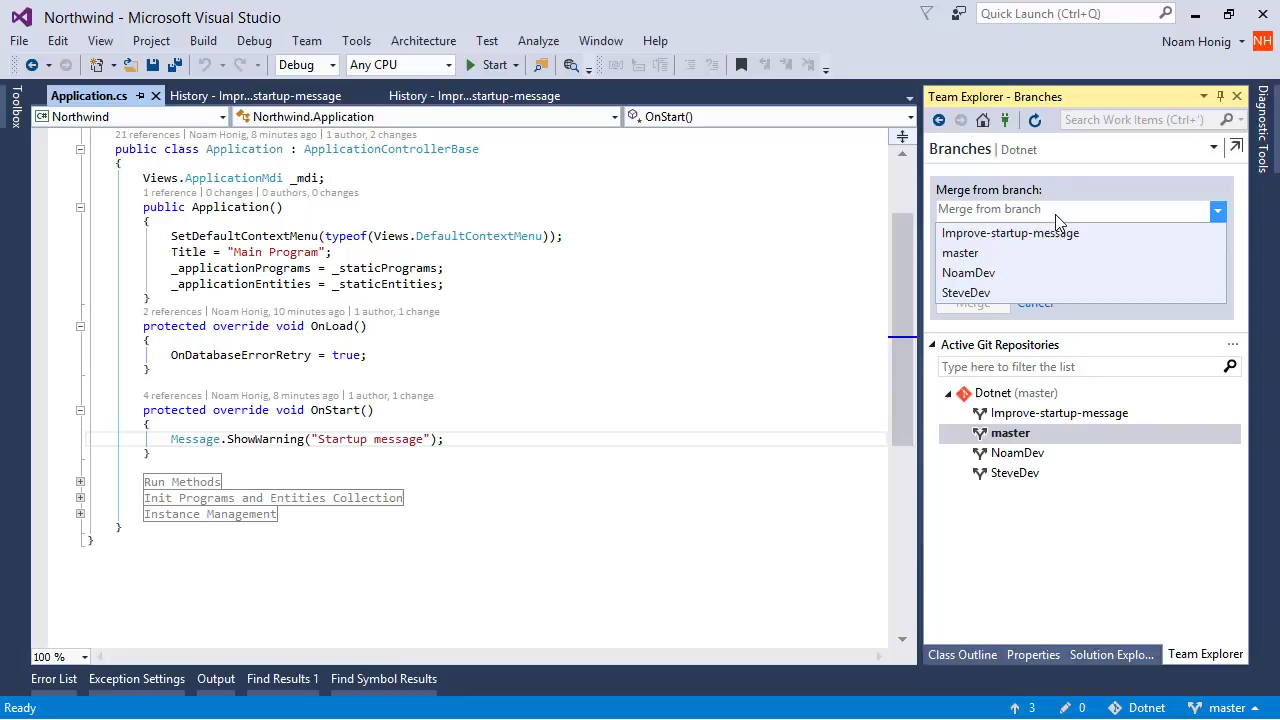 Northwind - Microsoft Visual Studio
Quick Launch (Ctrl+Q)
File Edit View Project Build Debug Team Tools Architecture Test Analyze Window Help
Noam Honig NH
Debug Any CPU Start
Toolbox
Application.cs History - Impr...startup-message History - Impr...startup-message
Northwind Northwind.Application OnStart()
21 references | Noam Honig, 8 minutes ago | 1 author, 2 changes
public class Application : ApplicationControllerBase
{
Views.ApplicationMdi _mdi;
1 reference | 0 changes | 0 authors, 0 changes
public Application()
{
SetDefaultContextMenu(typeof(Views.DefaultContextMenu));
Title = "Main Program";
_applicationPrograms = _staticPrograms;
_applicationEntities = _staticEntities;
}
2 references | Noam Honig, 10 minutes ago | 1 author, 1 change
protected override void OnLoad()
{
OnDatabaseErrorRetry = true;
}
4 references | Noam Honig, 8 minutes ago | 1 author, 1 change
protected override void OnStart()
{
Message.ShowWarning("Startup message");
}
Run Methods
Init Programs and Entities Collection
Instance Management
}
}
100 %
Team Explorer - Branches
Search Work Items (Ctrl+')
Branches | Dotnet
Merge from branch:
Merge from branch
Improve-startup-message
master
NoamDev
SteveDev
Merge Cancel
Active Git Repositories ...
Type here to filter the list
Dotnet (master)
Improve-startup-message
master
NoamDev
SteveDev
Class Outline Properties Solution Explo... Team Explorer
Diagnostic Tools
Error List Exception Settings Output Find Results 1 Find Symbol Results
Ready 3 0 Dotnet master